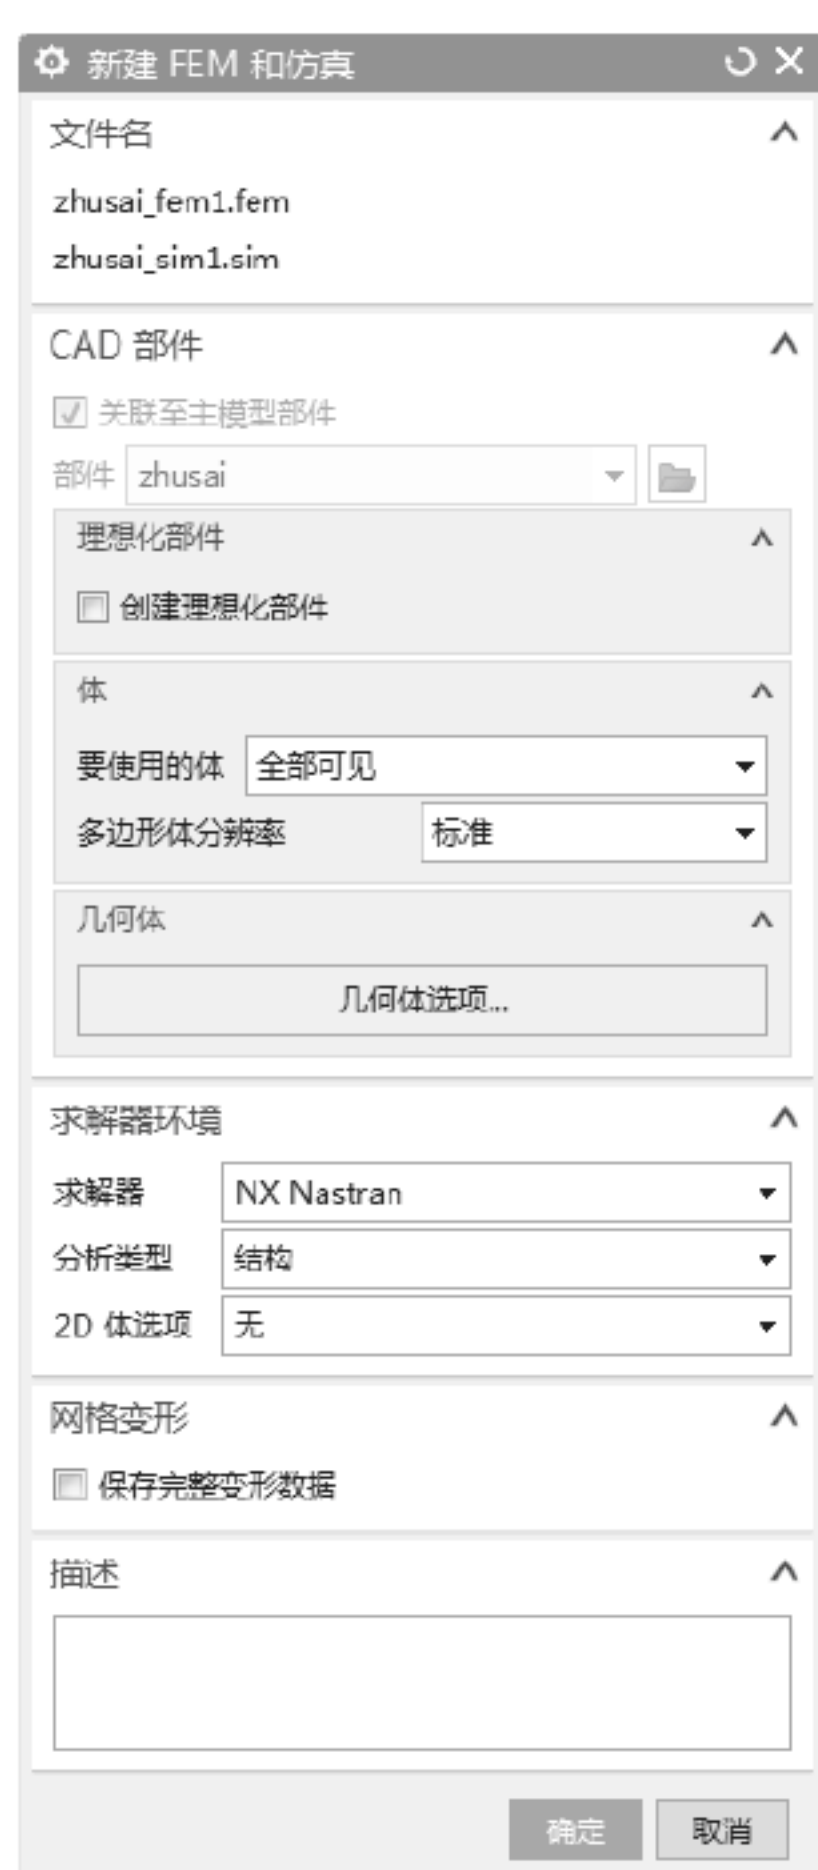 新建 FEM 和仿真
文件名
zhusai_fem1.fem
zhusai_sim1.sim
CAD 部件
关联至主模型部件
部件 zhusai
理想化部件
创建理想化部件
体
要使用的体 全部可见
多边形体分辨率 标准
几何体
几何体选项...
求解器环境
求解器 NX Nastran
分析类型 结构
2D 体选项 无
网格变形
保存完整变形数据
描述
确定 取消